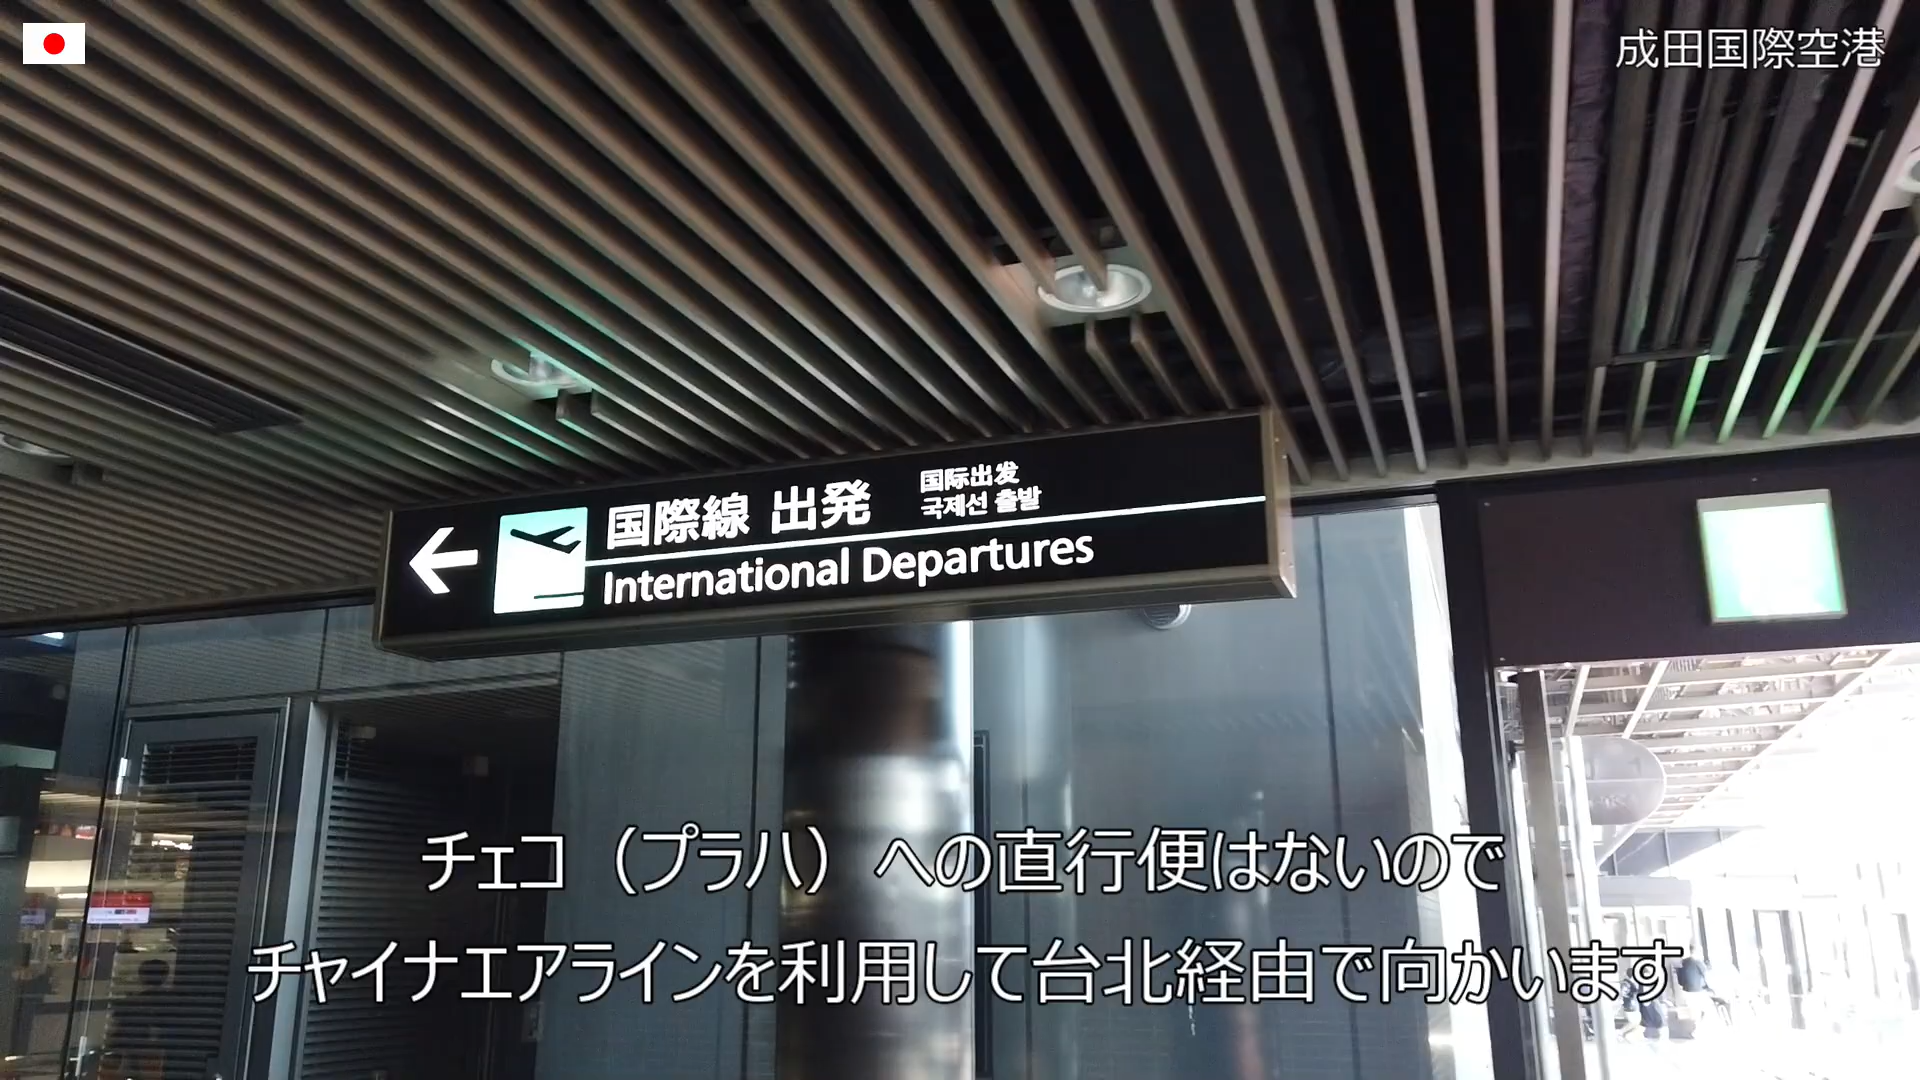 成田国際空港
国際線 出発
国际出发
국제선 출발
International Departures
チェコ（プラハ）への直行便はないので
チャイナエアラインを利用して台北経由で向かいます